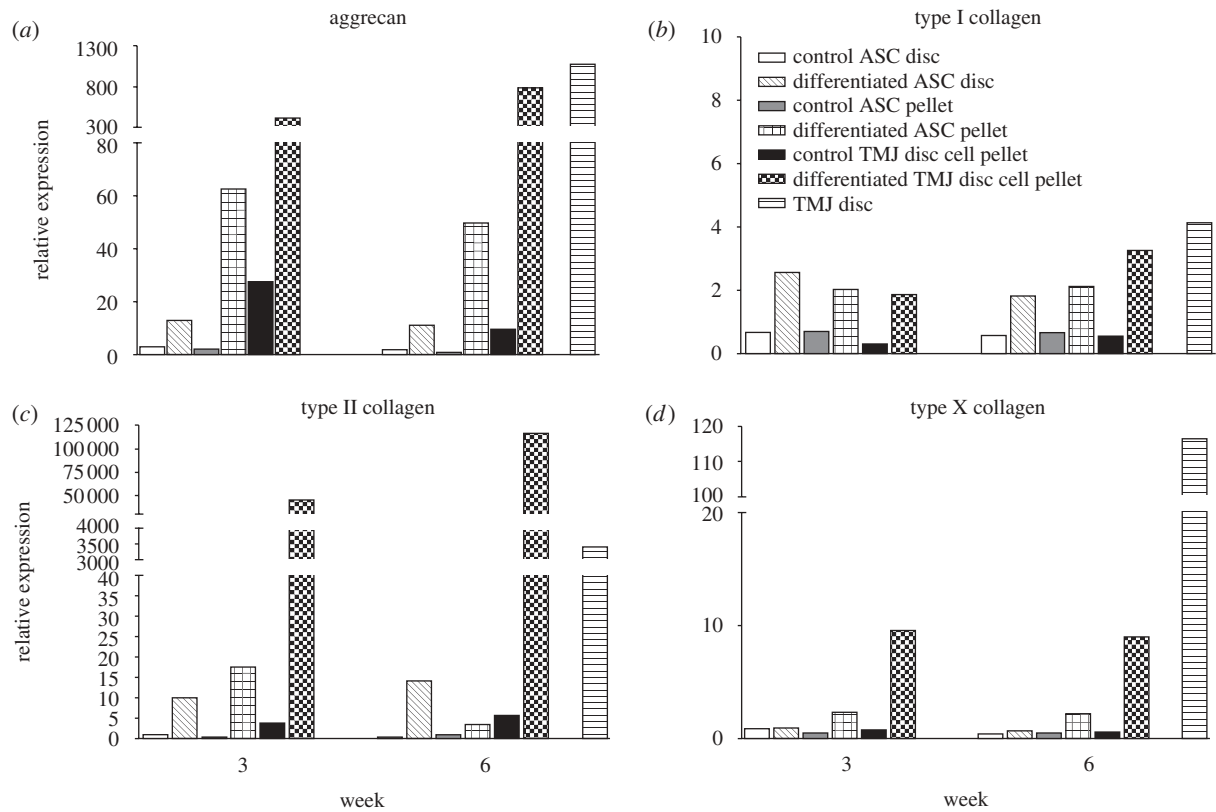 (a) aggrecan
1300
800
300
80
60
40
20
0
relative expression
(b) type I collagen
10
8
6
4
2
0
control ASC disc
differentiated ASC disc
control ASC pellet
differentiated ASC pellet
control TMJ disc cell pellet
differentiated TMJ disc cell pellet
TMJ disc
(c) type II collagen
125 000
100 000
75 000
50 000
4000
3500
3000
40
35
30
25
20
15
10
5
0
relative expression
3 6
week
(d) type X collagen
120
110
100
20
10
0
3 6
week